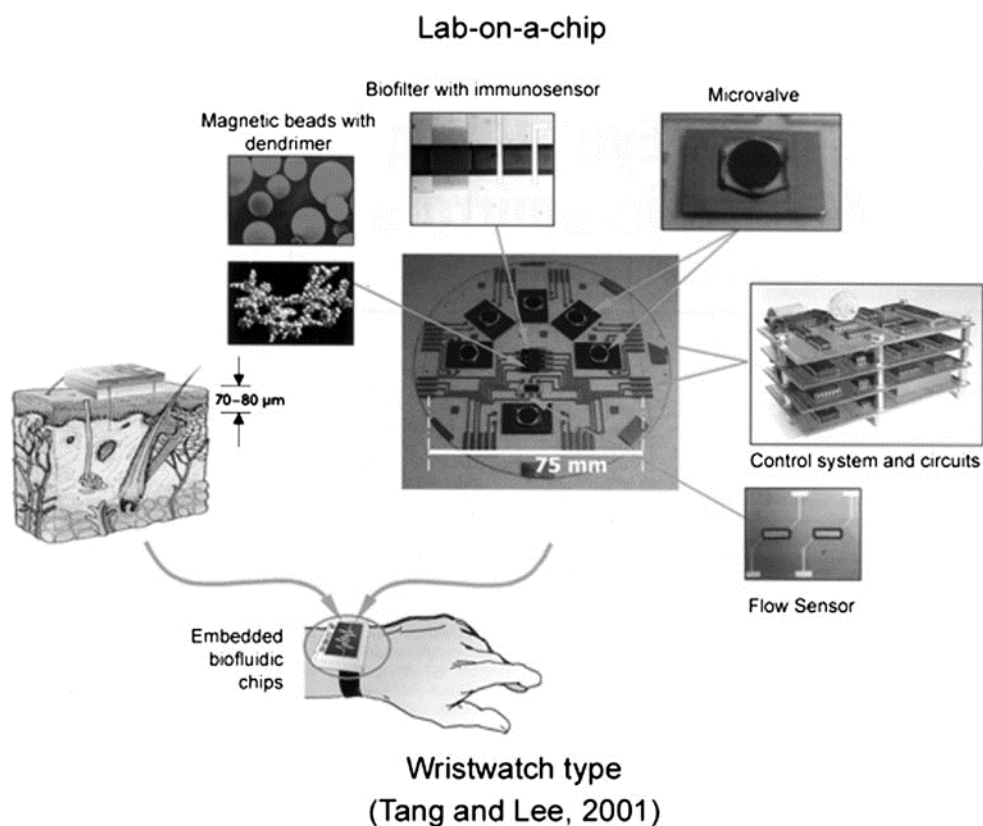 Lab-on-a-chip
Biofilter with immunosensor
Microvalve
Magnetic beads with
dendrimer
70–80 µm
75 mm
Control system and circuits
Flow Sensor
Embedded
biofluidic
chips
Wristwatch type
(Tang and Lee, 2001)